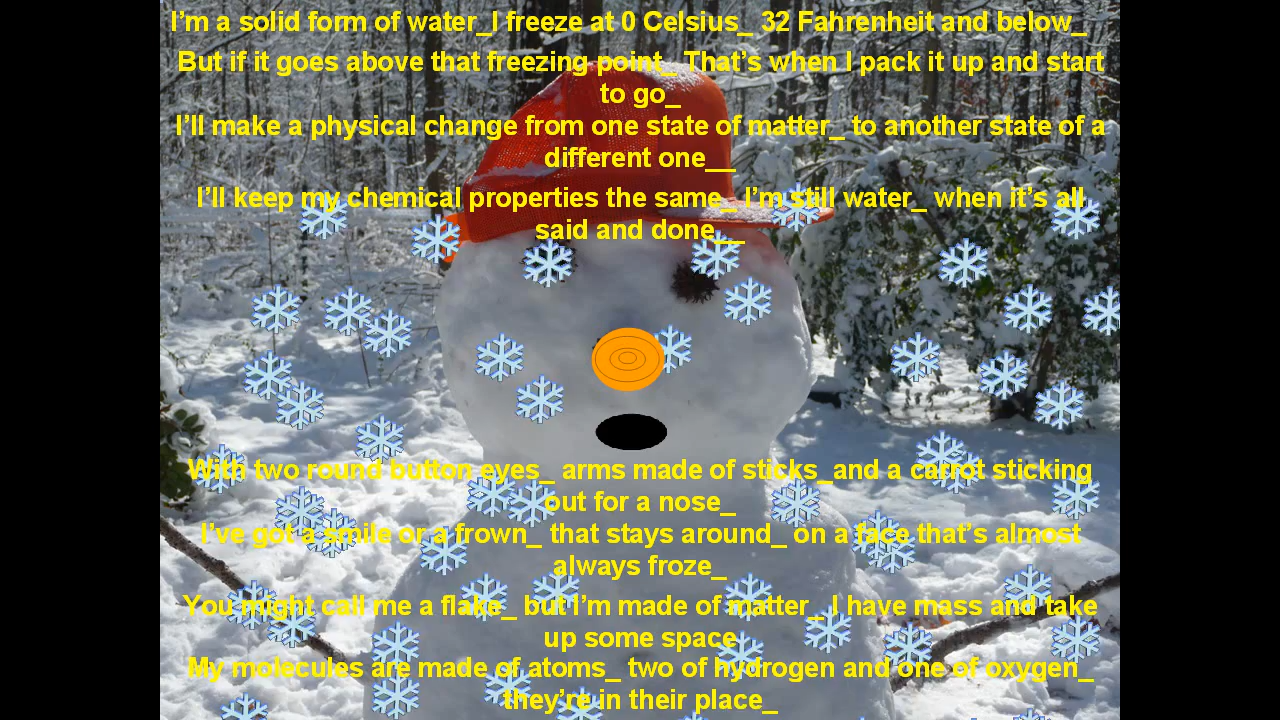 I’m a solid form of water_I freeze at 0 Celsius_ 32 Fahrenheit and below_
But if it goes above that freezing point_ That’s when I pack it up and start
to go_
I’ll make a physical change from one state of matter_ to another state of a
different one__
I’ll keep my chemical properties the same_ I’m still water_ when it’s all
said and done__
With two round button eyes_ arms made of sticks_and a carrot sticking
out for a nose_
I’ve got a smile or a frown_ that stays around_ on a face that’s almost
always froze_
You might call me a flake_ but I’m made of matter_ I have mass and take
up some space_
My molecules are made of atoms_ two of hydrogen and one of oxygen_
they’re in their place_